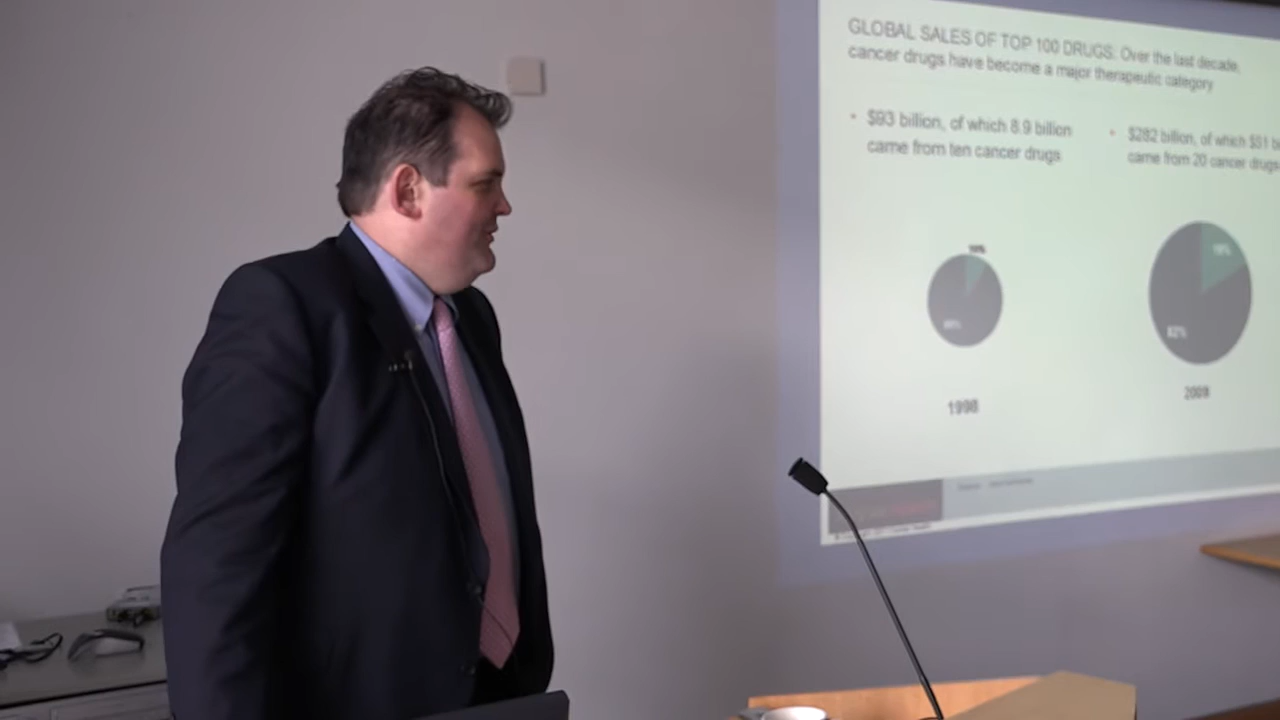 GLOBAL SALES OF TOP 100 DRUGS: Over the last decade,
cancer drugs have become a major therapeutic category
• $93 billion, of which 8.9 billion
came from ten cancer drugs
• $282 billion, of which $51 b
came from 20 cancer drugs
10%
82%
1998
2009